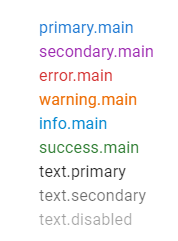 primary.main
secondary.main
error.main
warning.main
info.main
success.main
text.primary
text.secondary
text.disabled